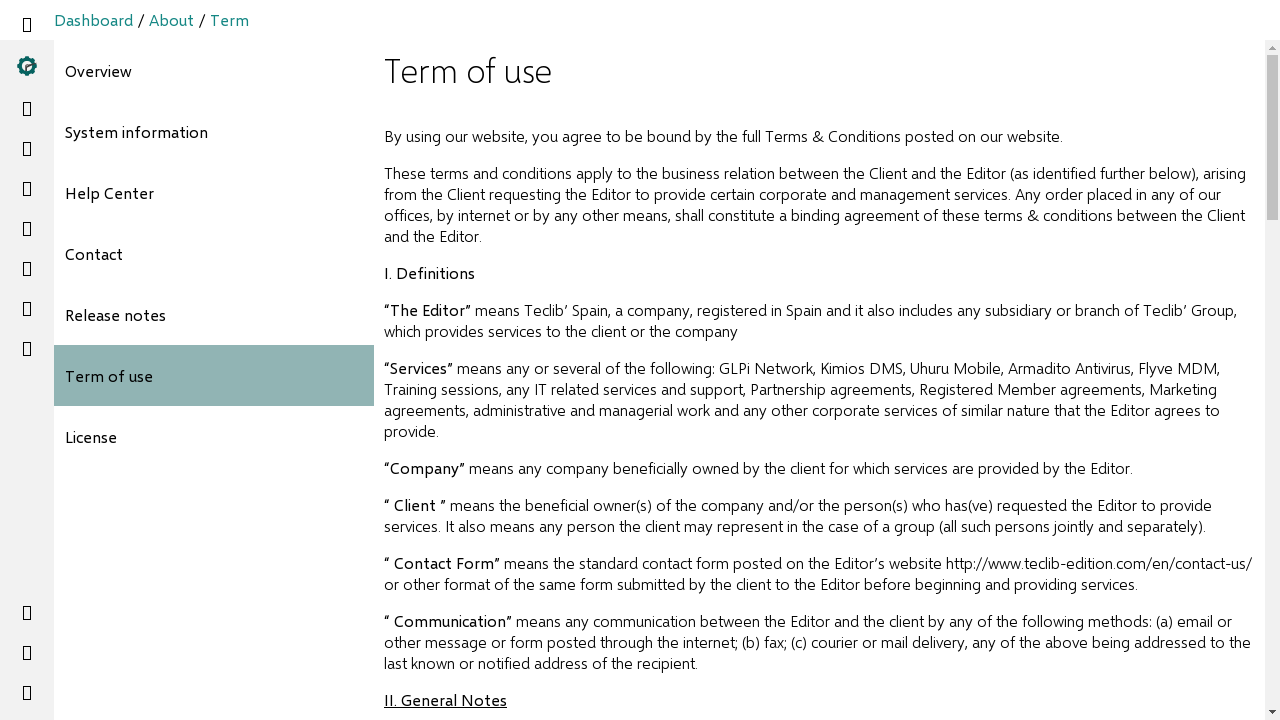 Dashboard / About / Term
Overview
System information
Help Center
Contact
Release notes
Term of use
License
Term of use
By using our website, you agree to be bound by the full Terms & Conditions posted on our website.
These terms and conditions apply to the business relation between the Client and the Editor (as identified further below), arising
from the Client requesting the Editor to provide certain corporate and management services. Any order placed in any of our
offices, by internet or by any other means, shall constitute a binding agreement of these terms & conditions between the Client
and the Editor.
I. Definitions
“The Editor” means Teclib’ Spain, a company, registered in Spain and it also includes any subsidiary or branch of Teclib’ Group,
which provides services to the client or the company
“Services” means any or several of the following: GLPi Network, Kimios DMS, Uhuru Mobile, Armadito Antivirus, Flyve MDM,
Training sessions, any IT related services and support, Partnership agreements, Registered Member agreements, Marketing
agreements, administrative and managerial work and any other corporate services of similar nature that the Editor agrees to
provide.
“Company” means any company beneficially owned by the client for which services are provided by the Editor.
“ Client ” means the beneficial owner(s) of the company and/or the person(s) who has(ve) requested the Editor to provide
services. It also means any person the client may represent in the case of a group (all such persons jointly and separately).
“ Contact Form” means the standard contact form posted on the Editor’s website http://www.teclib-edition.com/en/contact-us/
or other format of the same form submitted by the client to the Editor before beginning and providing services.
“ Communication” means any communication between the Editor and the client by any of the following methods: (a) email or
other message or form posted through the internet; (b) fax; (c) courier or mail delivery, any of the above being addressed to the
last known or notified address of the recipient.
II. General Notes